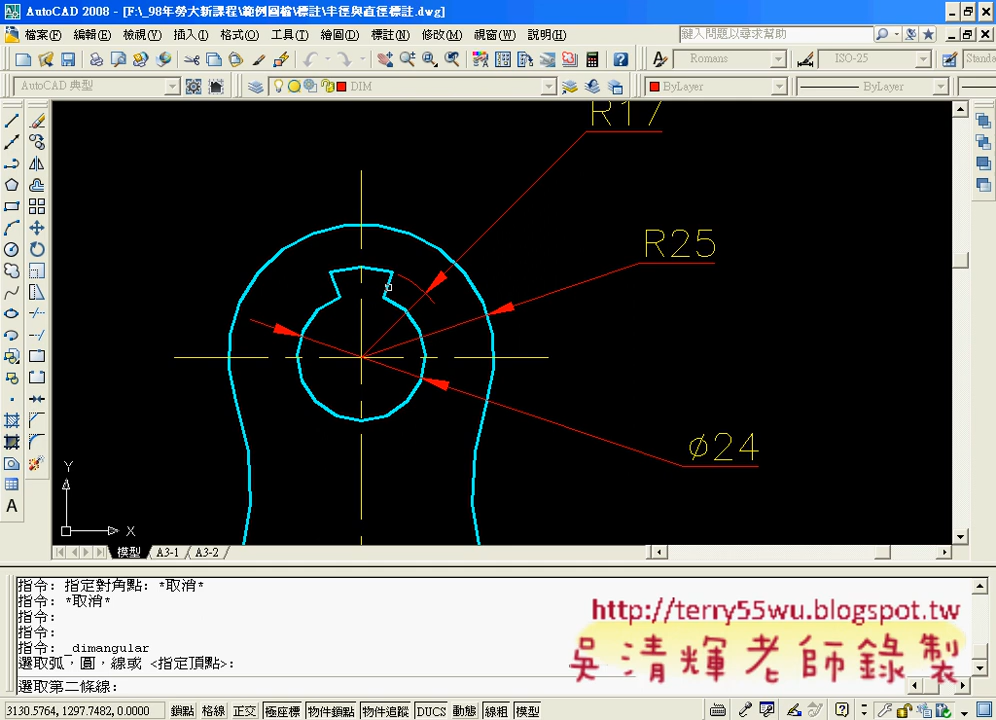 AutoCAD 2008 - [F:\_98年勞大新課程\範例圖檔\標註\半徑與直徑標註.dwg]
檔案(F) 編輯(E) 檢視(V) 插入(I) 格式(O) 工具(T) 繪圖(D) 標註(N) 修改(M) 視窗(W) 說明(H) 鍵入問題以尋求幫助
Romans ISO-25 Standa
AutoCAD 典型 DIM ByLayer ByLayer
R17
R25
ø24
Y
X
模型 A3-1 A3-2
指令: 指定對角點: *取消*
指令: *取消*
指令:
指令:
指令: _dimangular
選取弧，圓，線或 <指定頂點>:
選取第二條線:
http://terry55wu.blogspot.tw
吳清輝老師錄製
3130.5764, 1297.7482, 0.0000 鎖點 格線 正交 極座標 物件鎖點 物件追蹤 DUCS 動態 線粗 模型